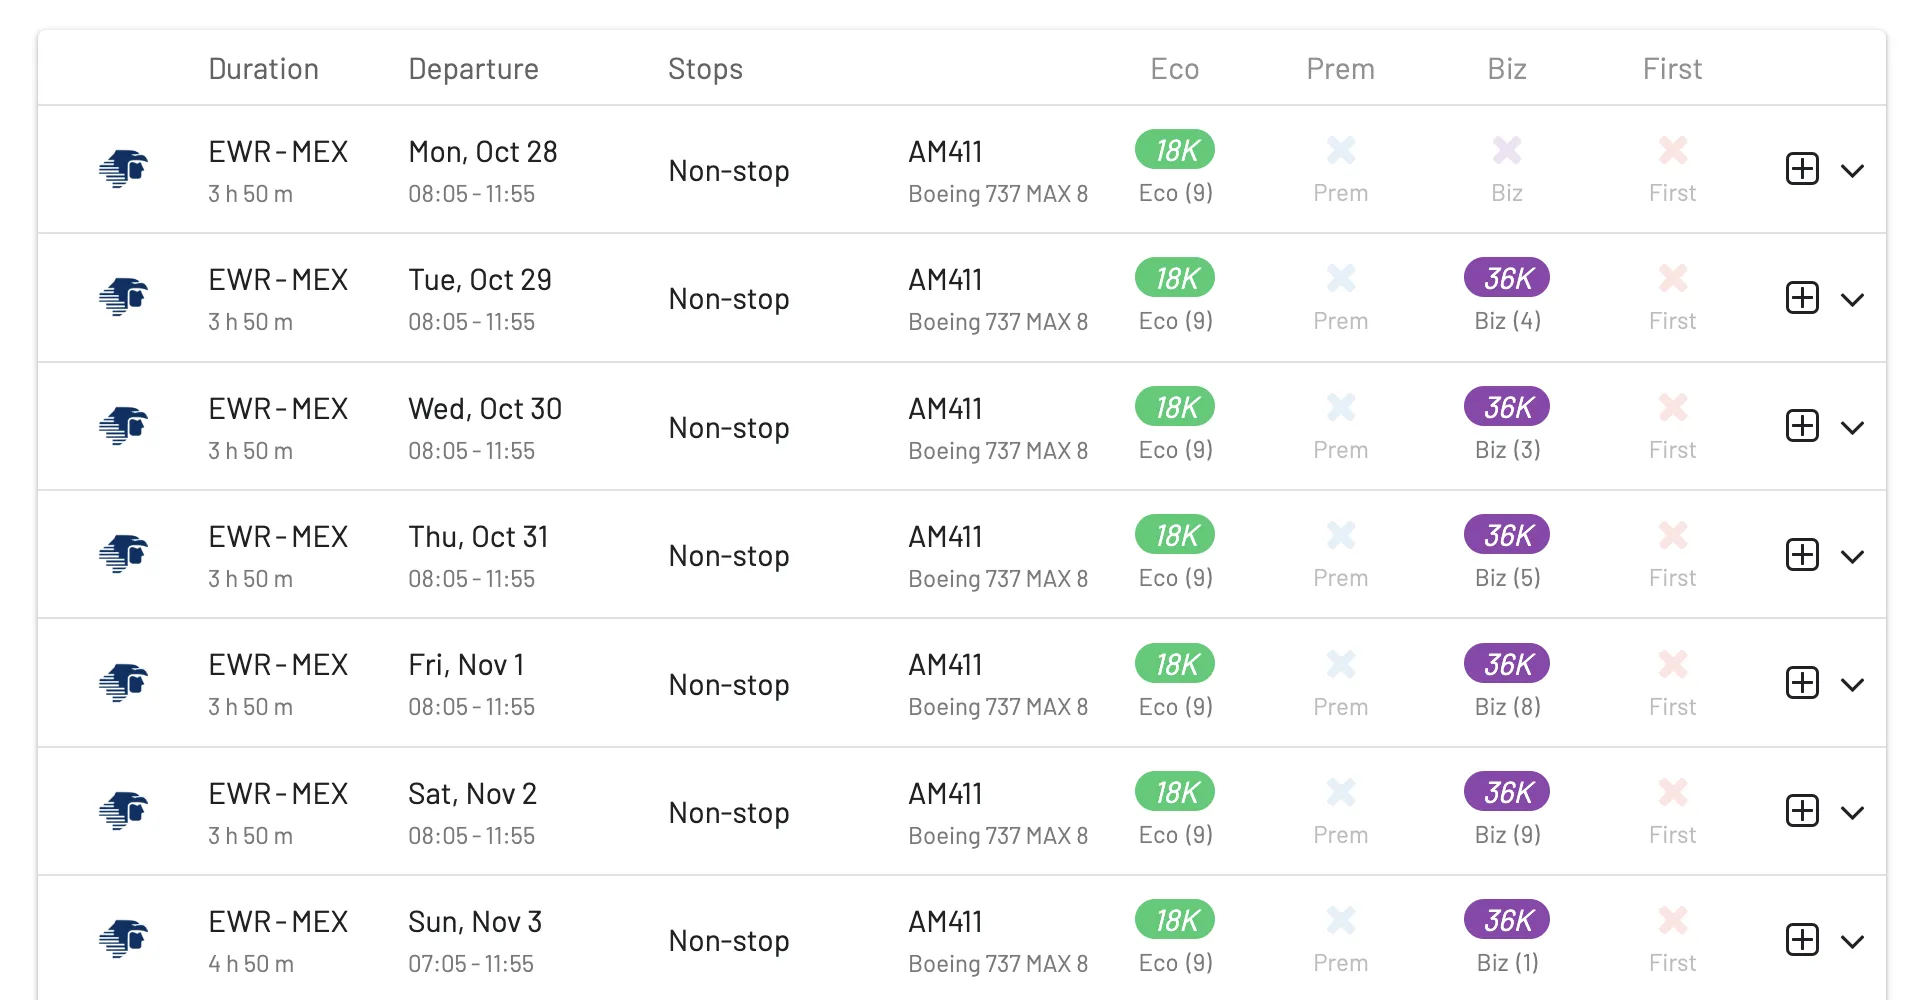 Duration Departure Stops Eco Prem Biz First
EWR - MEX Mon, Oct 28 Non-stop AM411 18K
3 h 50 m 08:05 - 11:55 Boeing 737 MAX 8 Eco (9) Prem Biz First
EWR - MEX Tue, Oct 29 Non-stop AM411 18K 36K
3 h 50 m 08:05 - 11:55 Boeing 737 MAX 8 Eco (9) Prem Biz (4) First
EWR - MEX Wed, Oct 30 Non-stop AM411 18K 36K
3 h 50 m 08:05 - 11:55 Boeing 737 MAX 8 Eco (9) Prem Biz (3) First
EWR - MEX Thu, Oct 31 Non-stop AM411 18K 36K
3 h 50 m 08:05 - 11:55 Boeing 737 MAX 8 Eco (9) Prem Biz (5) First
EWR - MEX Fri, Nov 1 Non-stop AM411 18K 36K
3 h 50 m 08:05 - 11:55 Boeing 737 MAX 8 Eco (9) Prem Biz (8) First
EWR - MEX Sat, Nov 2 Non-stop AM411 18K 36K
3 h 50 m 08:05 - 11:55 Boeing 737 MAX 8 Eco (9) Prem Biz (9) First
EWR - MEX Sun, Nov 3 Non-stop AM411 18K 36K
4 h 50 m 07:05 - 11:55 Boeing 737 MAX 8 Eco (9) Prem Biz (1) First